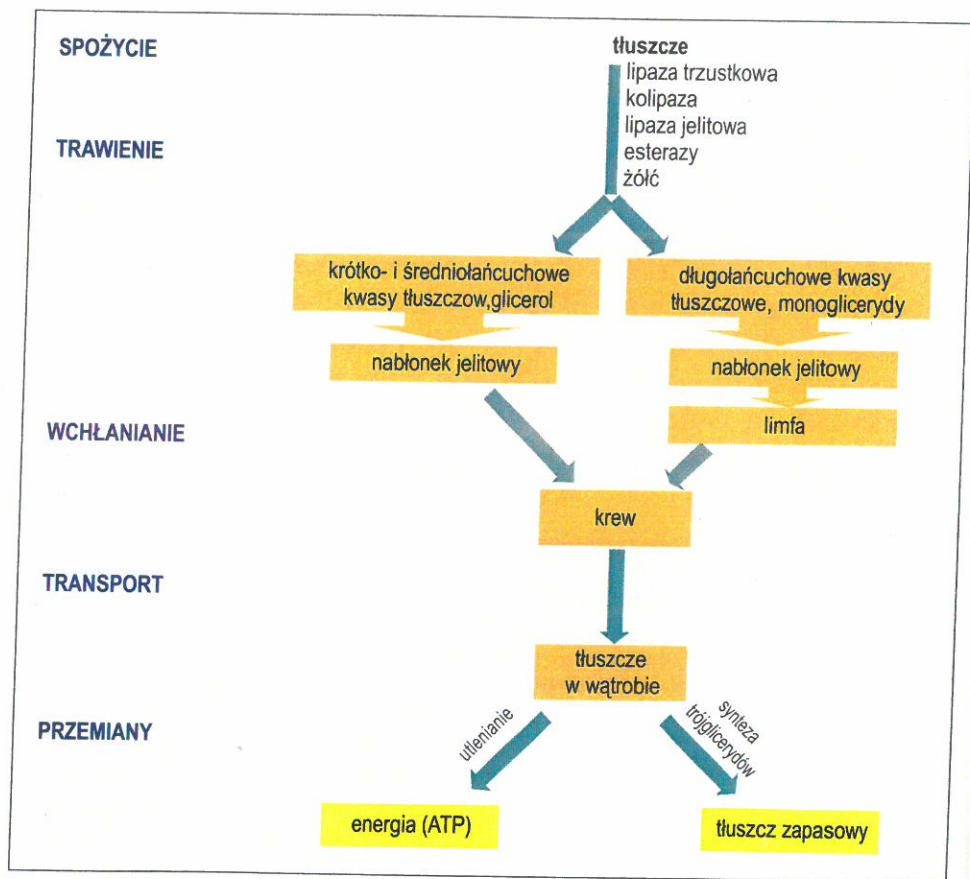 SPOŻYCIE
tłuszcze
lipaza trzustkowa
kolipaza
lipaza jelitowa
esterazy
żółć
TRAWIENIE
krótko- i średniołańcuchowe
kwasy tłuszczow,glicerol
długołańcuchowe kwasy
tłuszczowe, monoglicerydy
nabłonek jelitowy
nabłonek jelitowy
WCHŁANIANIE
limfa
krew
TRANSPORT
tłuszcze
w wątrobie
PRZEMIANY
utlenianie
synteza
trójglicerydów
energia (ATP)
tłuszcz zapasowy